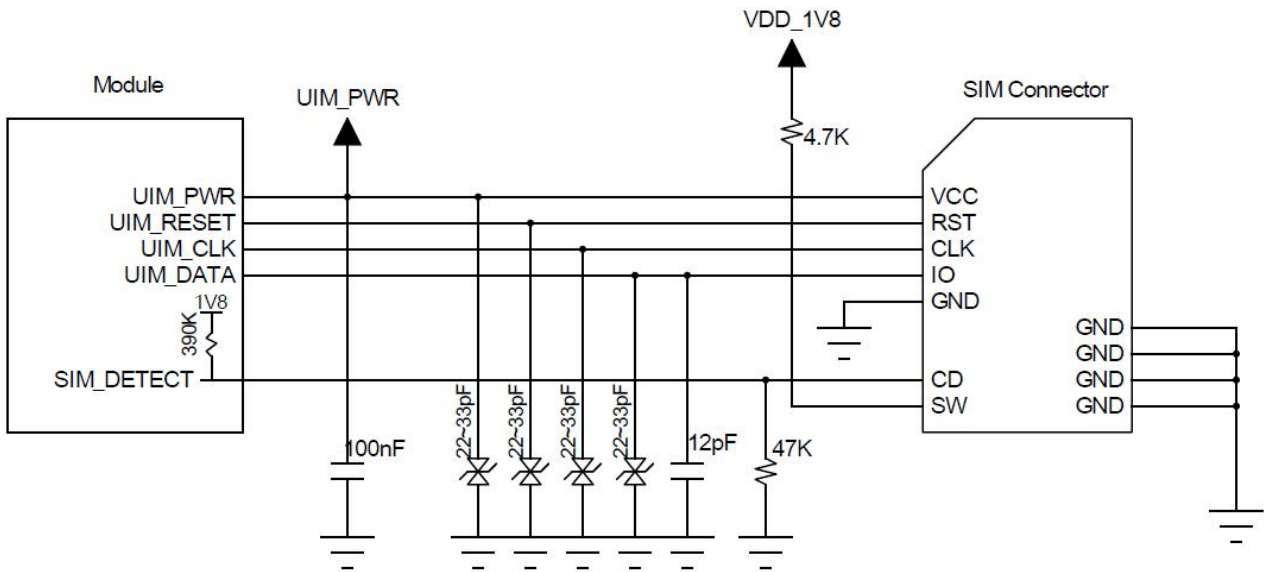 VDD_1V8
Module
UIM_PWR
SIM Connector
4.7K
UIM_PWR
UIM_RESET
UIM_CLK
UIM_DATA
1V8
390K
SIM_DETECT
VCC
RST
CLK
IO
GND
GND
GND
GND
GND
CD
SW
100nF
22~33pF
22~33pF
22~33pF
22~33pF
12pF
47K